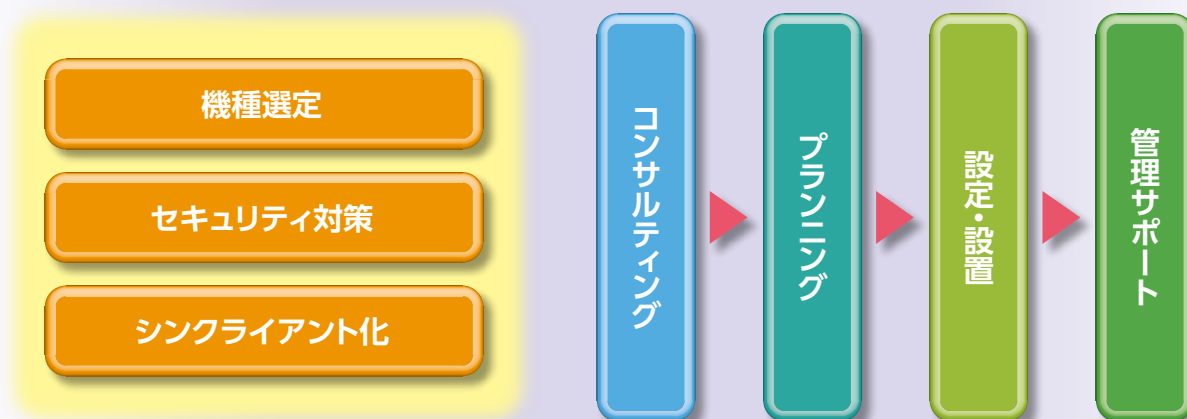 機種選定
セキュリティ対策
シンクライアント化
コンサルティング
プランニング
設定・設置
管理サポート